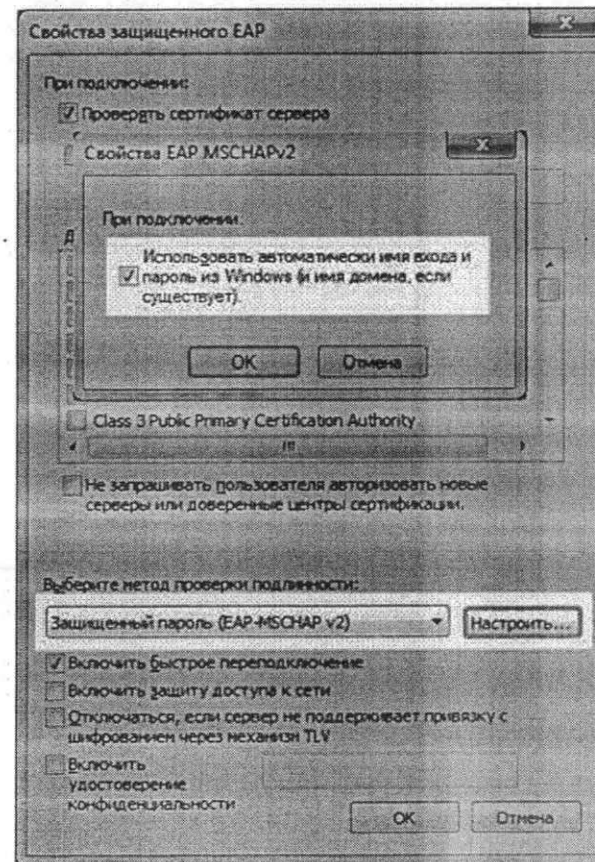 Свойства защищенного EAP
При подключении:
Проверять сертификат сервера
Свойства EAP MSCHAPv2
При подключении:
Использовать автоматически имя входа и
пароль из Windows (и имя домена, если
существует).
OK
Отмена
Д
Class 3 Public Primary Certification Authority
Не запрашивать пользователя авторизовать новые
серверы или доверенные центры сертификации.
Выберите метод проверки подлинности:
Защищенный пароль (EAP-MSCHAP v2)
Настроить...
Включить быстрое переподключение
Включить защиту доступа к сети
Отключаться, если сервер не поддерживает привязку с
шифрованием через механизм TLV
Включить
удостоверение
конфиденциальности
OK
Отмена